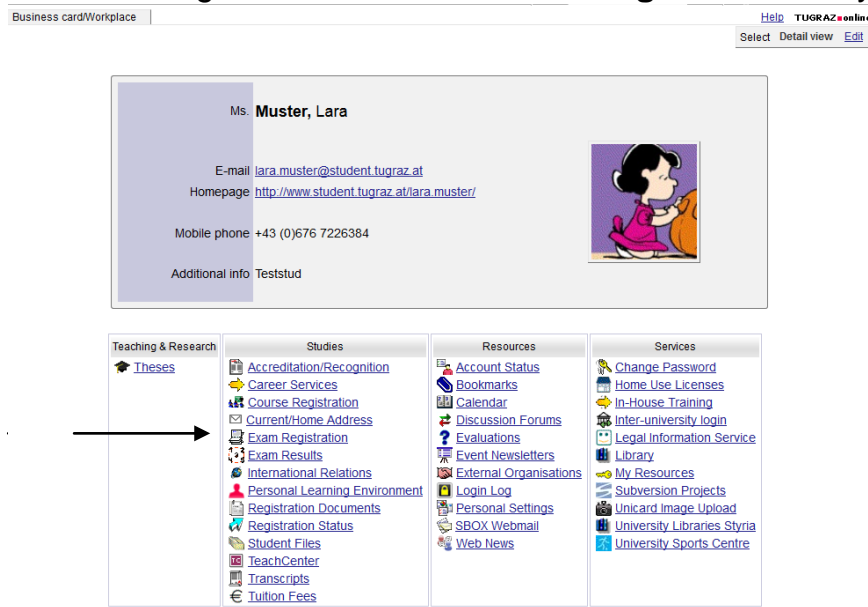 Business card/Workplace
Help TUGRAZ online
Select Detail view Edit
Ms. Muster, Lara
E-mail lara.muster@student.tugraz.at
Homepage http://www.student.tugraz.at/lara.muster/
Mobile phone +43 (0)676 7226384
Additional info Teststud
Teaching & Research
Theses
Studies
Accreditation/Recognition
Career Services
Course Registration
Current/Home Address
Exam Registration
Exam Results
International Relations
Personal Learning Environment
Registration Documents
Registration Status
Student Files
TeachCenter
Transcripts
Tuition Fees
Resources
Account Status
Bookmarks
Calendar
Discussion Forums
Evaluations
Event Newsletters
External Organisations
Login Log
Personal Settings
SBOX Webmail
Web News
Services
Change Password
Home Use Licenses
In-House Training
Inter-university login
Legal Information Service
Library
My Resources
Subversion Projects
Unicard Image Upload
University Libraries Styria
University Sports Centre